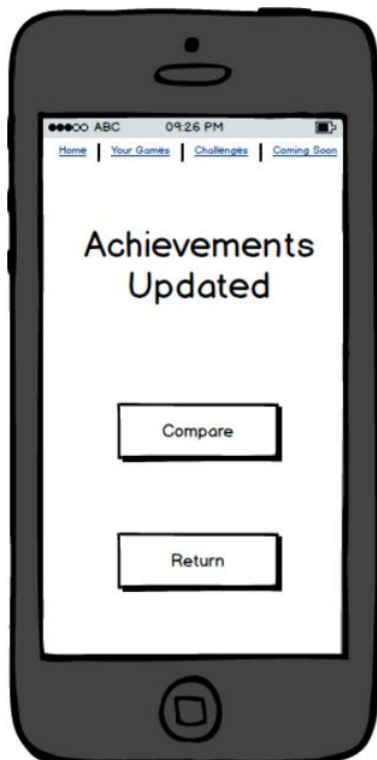 ABC 09:26 PM
Home Your Games Challenges Coming Soon
Achievements
Updated
Compare
Return